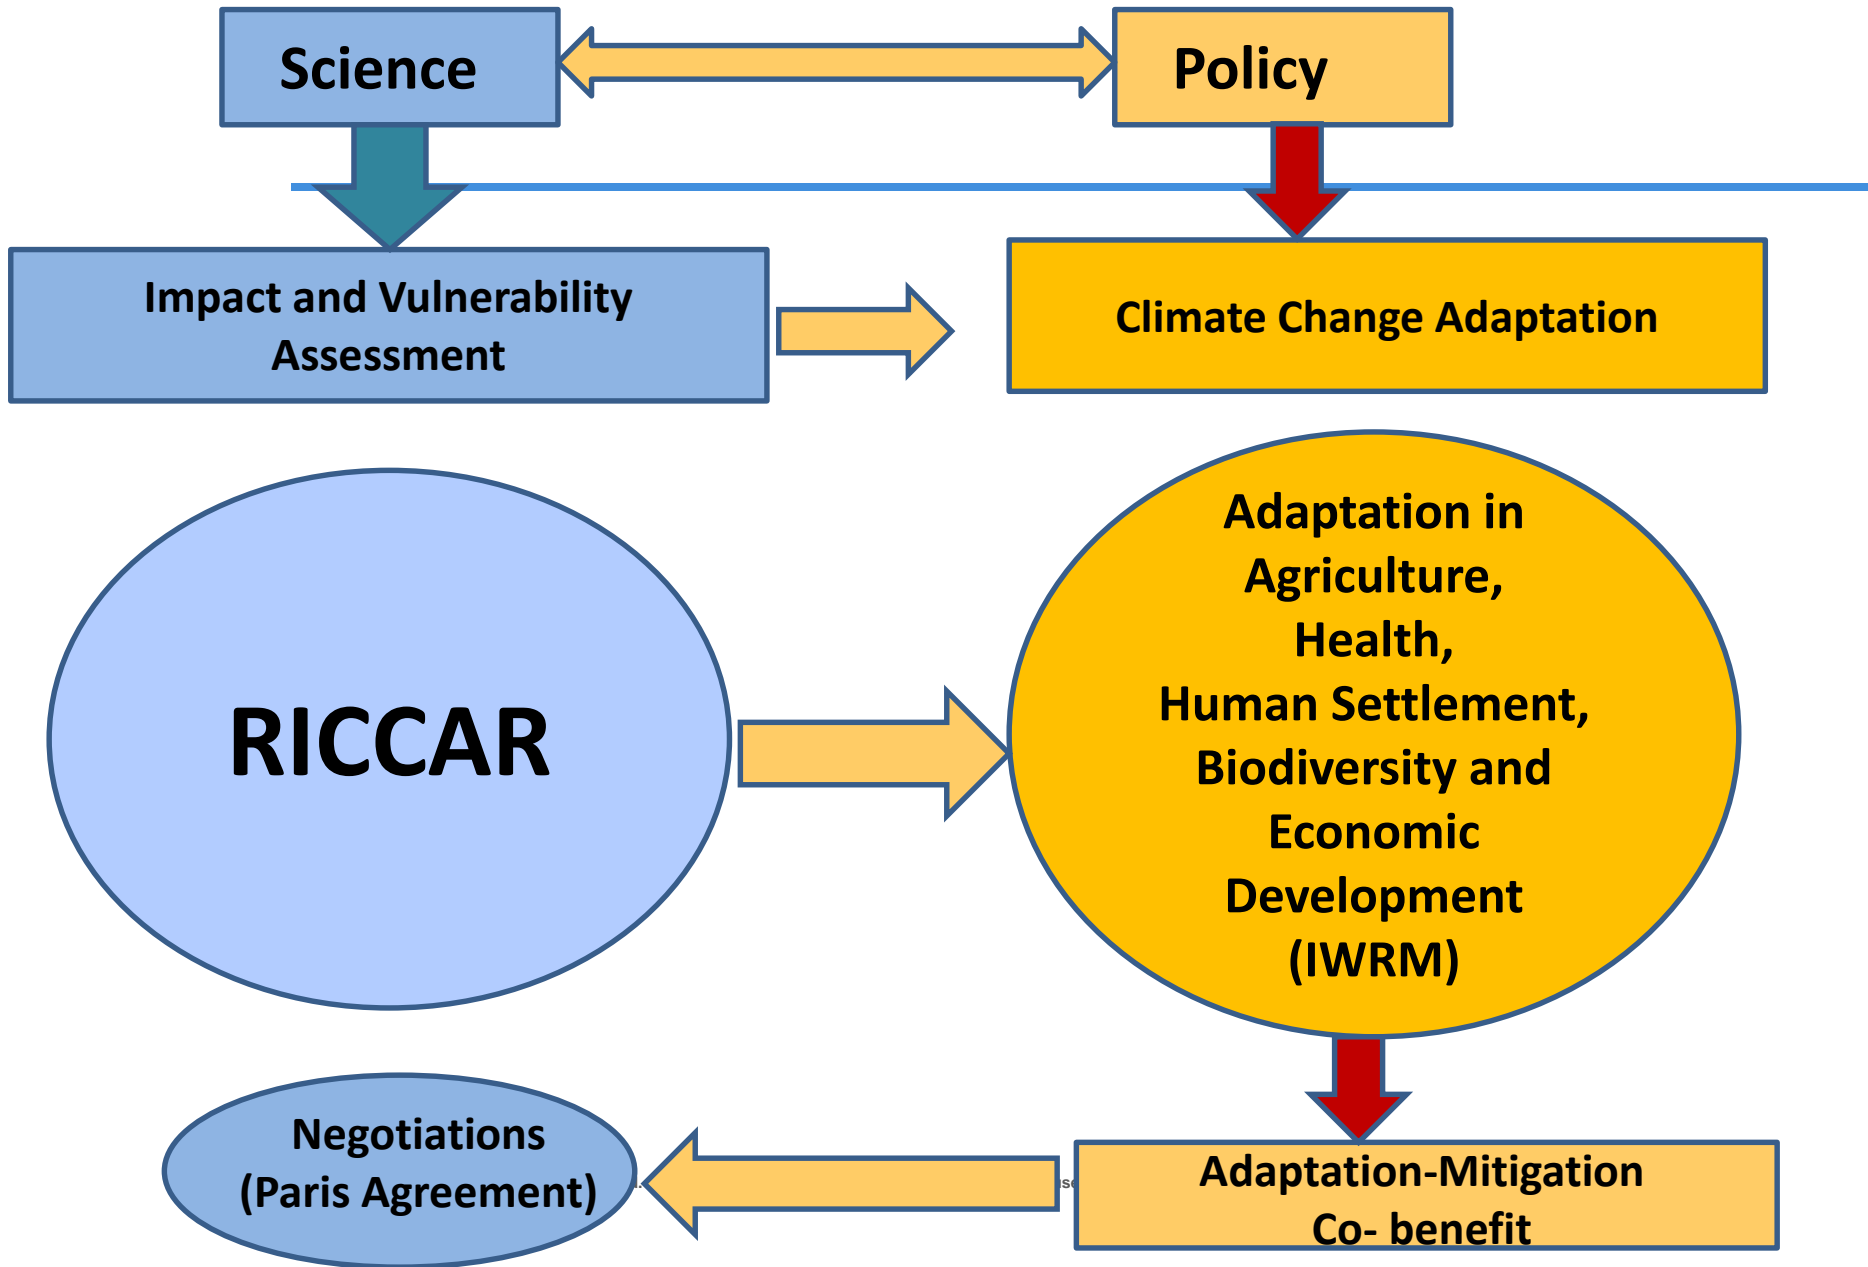 Science
Policy
Impact and Vulnerability
Assessment
Climate Change Adaptation
RICCAR
Adaptation in
Agriculture,
Health,
Human Settlement,
Biodiversity and
Economic
Development
(IWRM)
Negotiations
(Paris Agreement)
Adaptation-Mitigation
Co- benefit